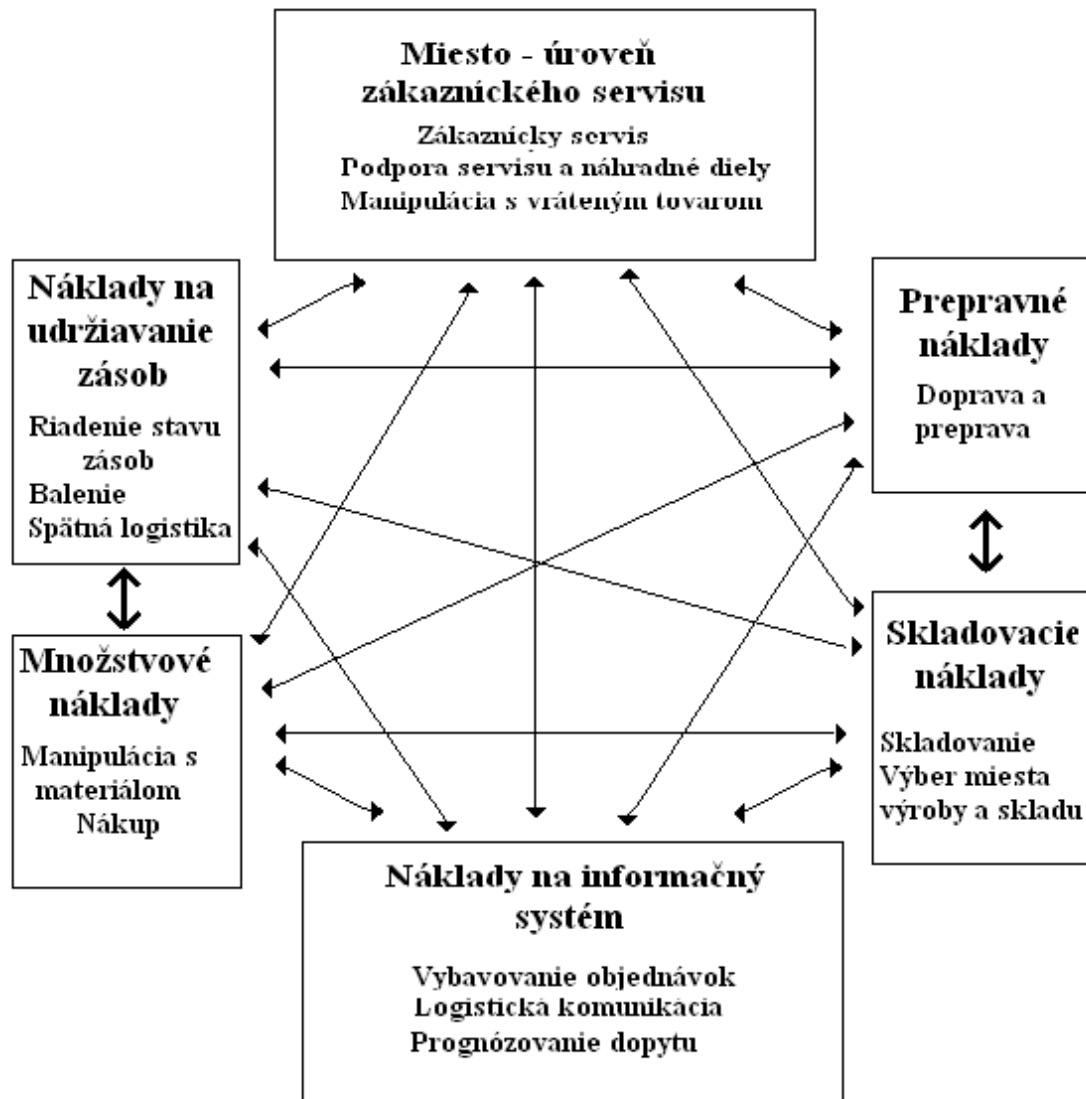 Miesto - úroveň
zákazníckého servisu
Zákaznícky servis
Podpora servisu a náhradné diely
Manipulácia s vráteným tovarom
Náklady na
udržiavanie
zásob
Riadenie stavu
zásob
Balenie
Spätná logistika
Prepravné
náklady
Doprava a
preprava
Množstvové
náklady
Manipulácia s
materiálom
Nákup
Skladovacie
náklady
Skladovanie
Výber miesta
výroby a skladu
Náklady na informačný
systém
Vybavovanie objednávok
Logistická komunikácia
Prognózovanie dopytu